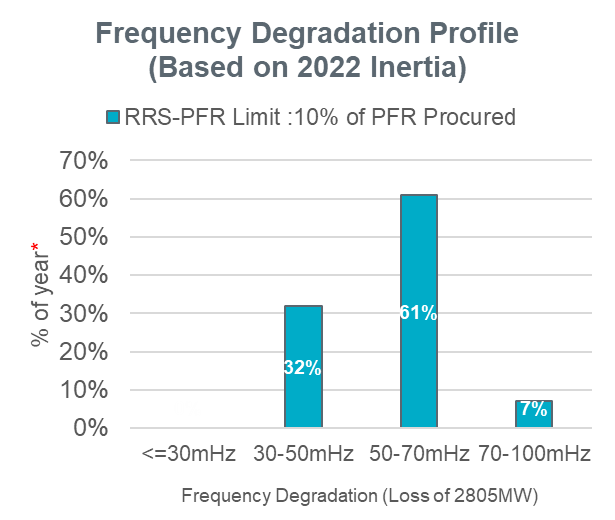 Frequency Degradation Profile
(Based on 2022 Inertia)
RRS-PFR Limit :10% of PFR Procured
70%
60%
50%
40%
30%
20%
10%
0%
% of year*
32%
61%
7%
<=30mHz 30-50mHz 50-70mHz 70-100mHz
Frequency Degradation (Loss of 2805MW)